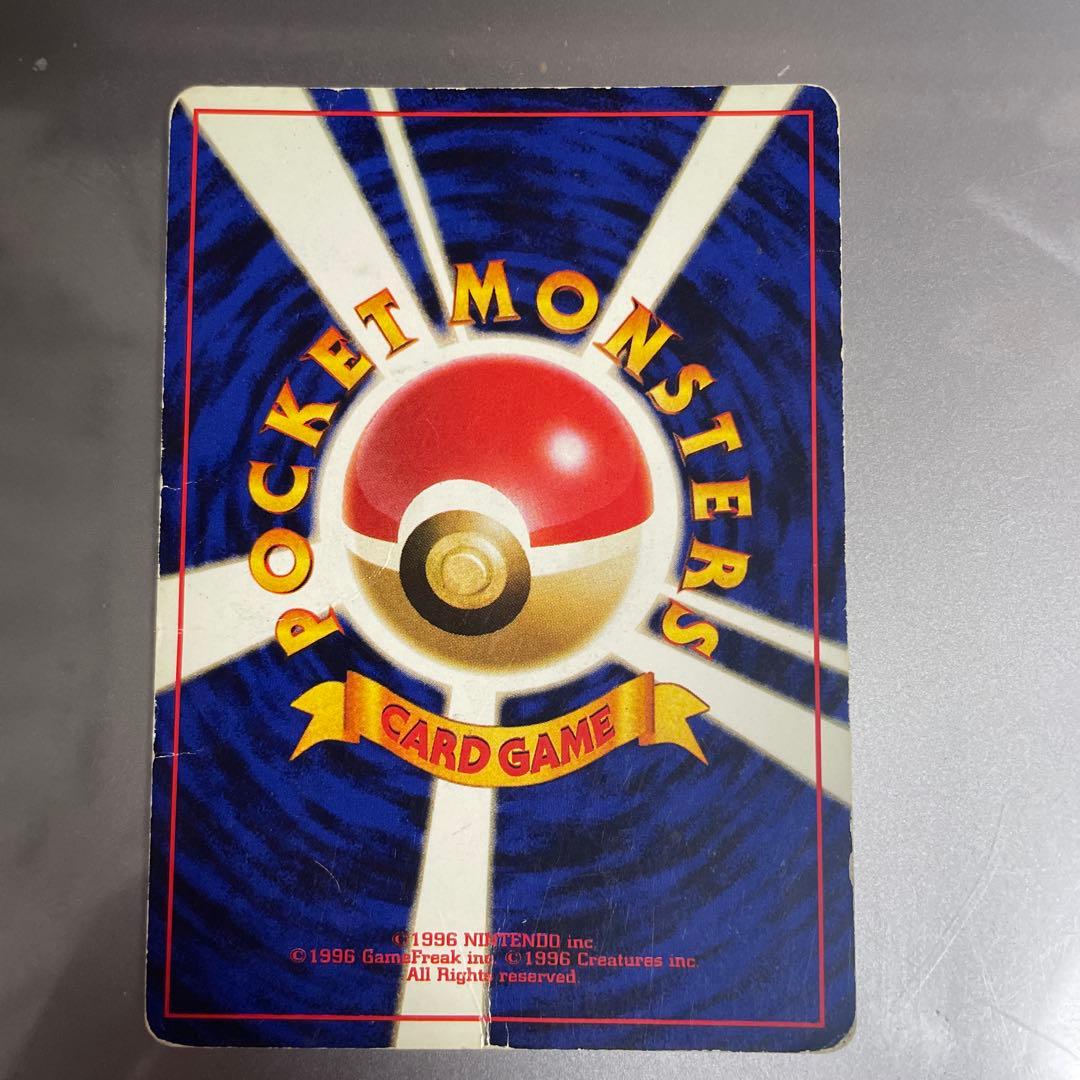 POCKET MONSTERS
CARD GAME
©1996 NINTENDO inc.
©1996 GameFreak inc. ©1996 Creatures inc.
All Rights reserved.